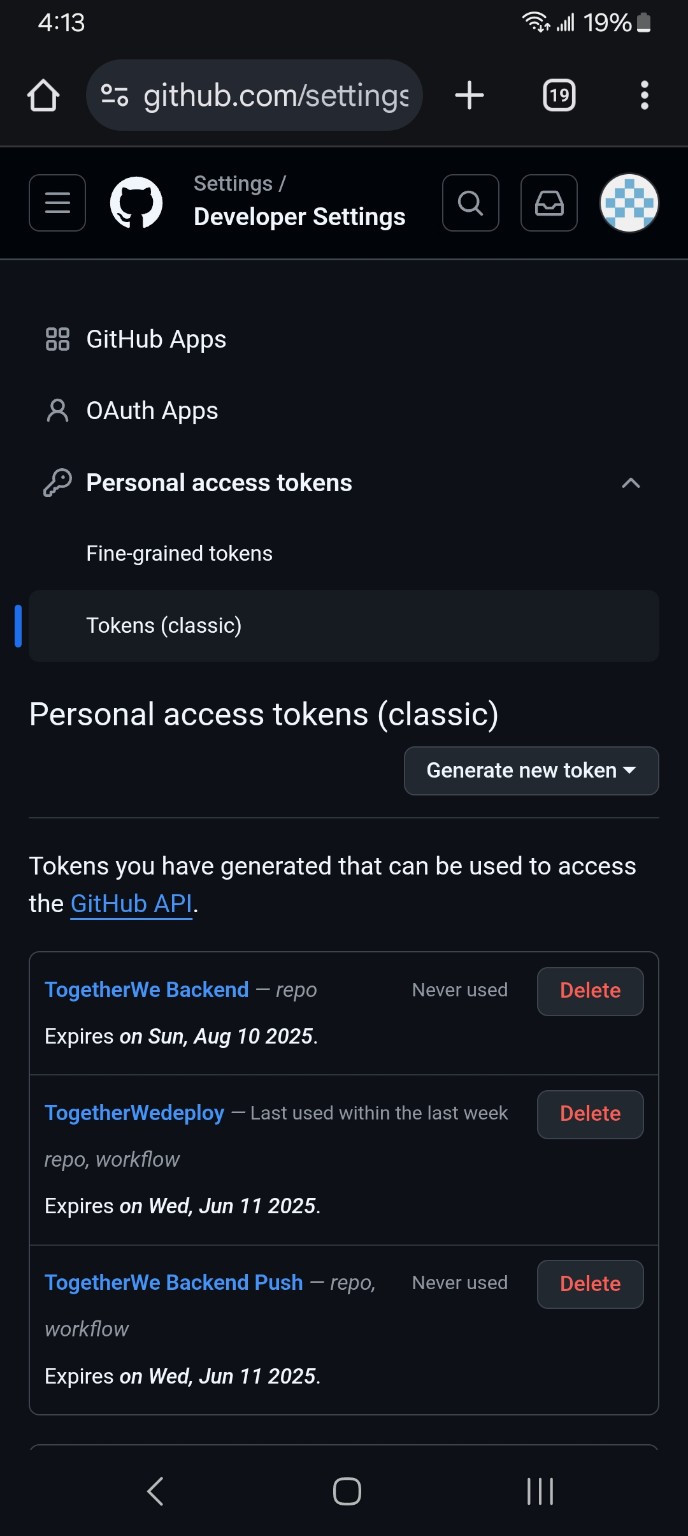 4:13
19%
github.com/settings
19
Settings /
Developer Settings
GitHub Apps
OAuth Apps
Personal access tokens
Fine-grained tokens
Tokens (classic)
Personal access tokens (classic)
Generate new token
Tokens you have generated that can be used to access
the GitHub API.
TogetherWe Backend — repo Never used Delete
Expires on Sun, Aug 10 2025.
TogetherWedeploy — Last used within the last week Delete
repo, workflow
Expires on Wed, Jun 11 2025.
TogetherWe Backend Push — repo, Never used Delete
workflow
Expires on Wed, Jun 11 2025.